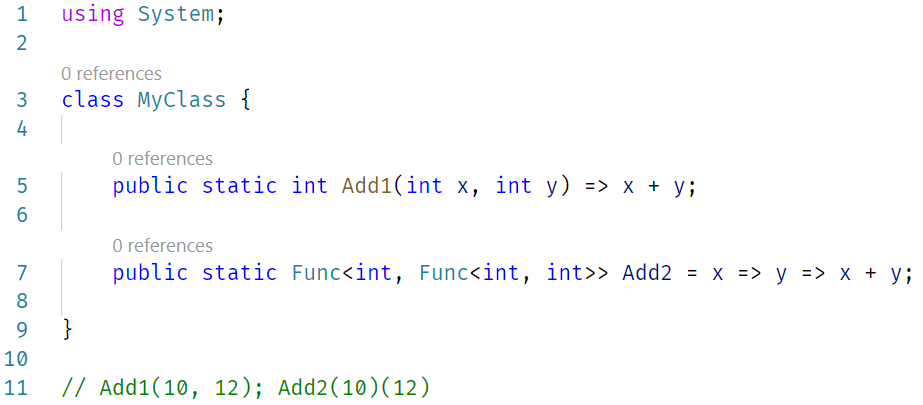 1 using System;
2
0 references
3 class MyClass {
4
0 references
5 public static int Add1(int x, int y) => x + y;
6
0 references
7 public static Func<int, Func<int, int>> Add2 = x => y => x + y;
8
9 }
10
11 // Add1(10, 12); Add2(10)(12)